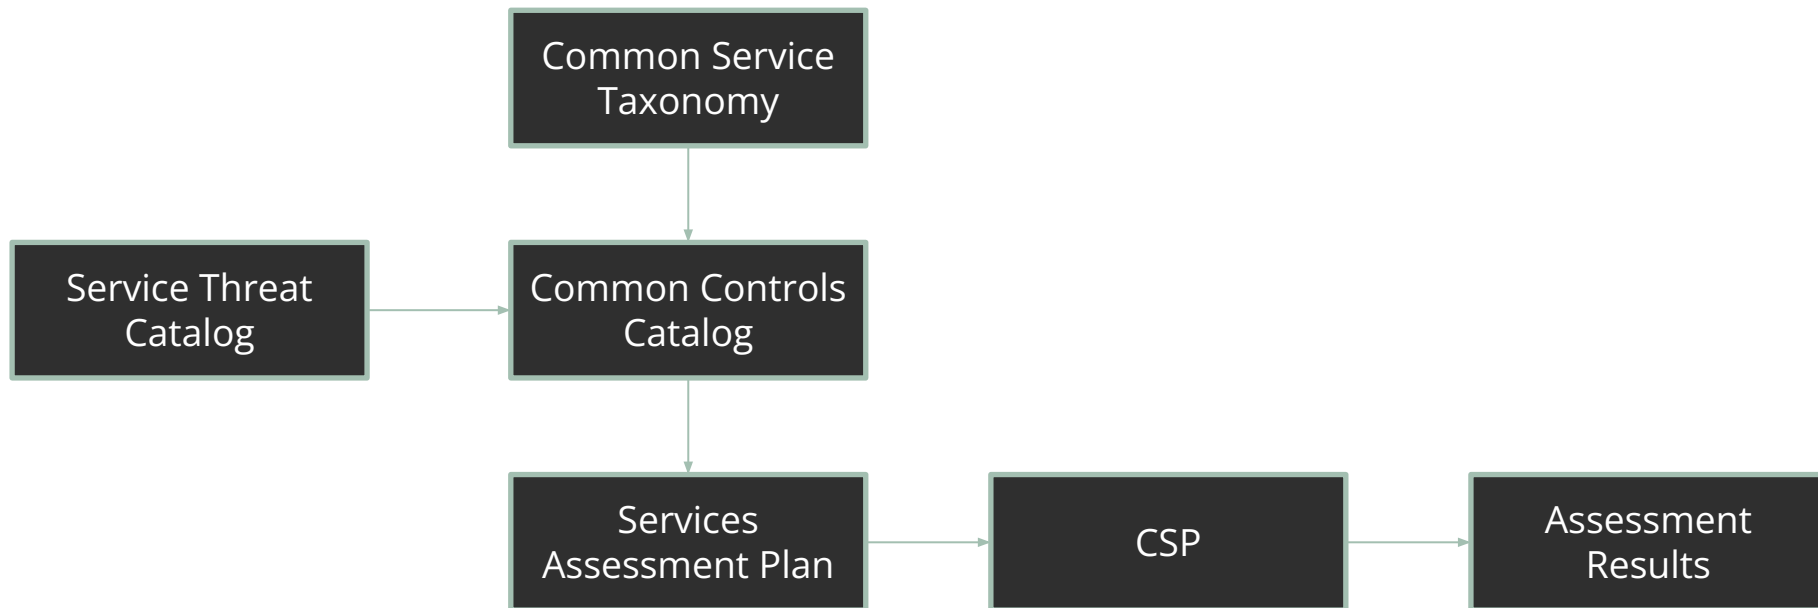 Common Service
Taxonomy
Service Threat
Catalog
Common Controls
Catalog
Services
Assessment Plan
CSP
Assessment
Results